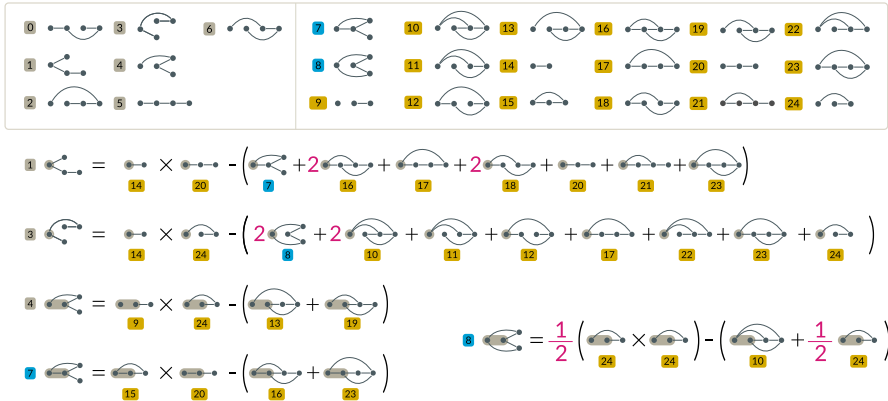 0 3 6 7 10 13 16 19 22
1 4 8 11 14 17 20 23
2 5 9 12 15 18 21 24
1 = × - ( + 2 + + 2 + + + )
14 20 7 16 17 18 20 21 23
3 = × - ( 2 + 2 + + + + + + )
14 24 8 10 11 12 17 22 23 24
4 = × - ( + )
9 24 13 19
8 = 1/2 ( × ) - ( + 1/2 )
24 24 10 24
7 = × - ( + )
15 20 16 23